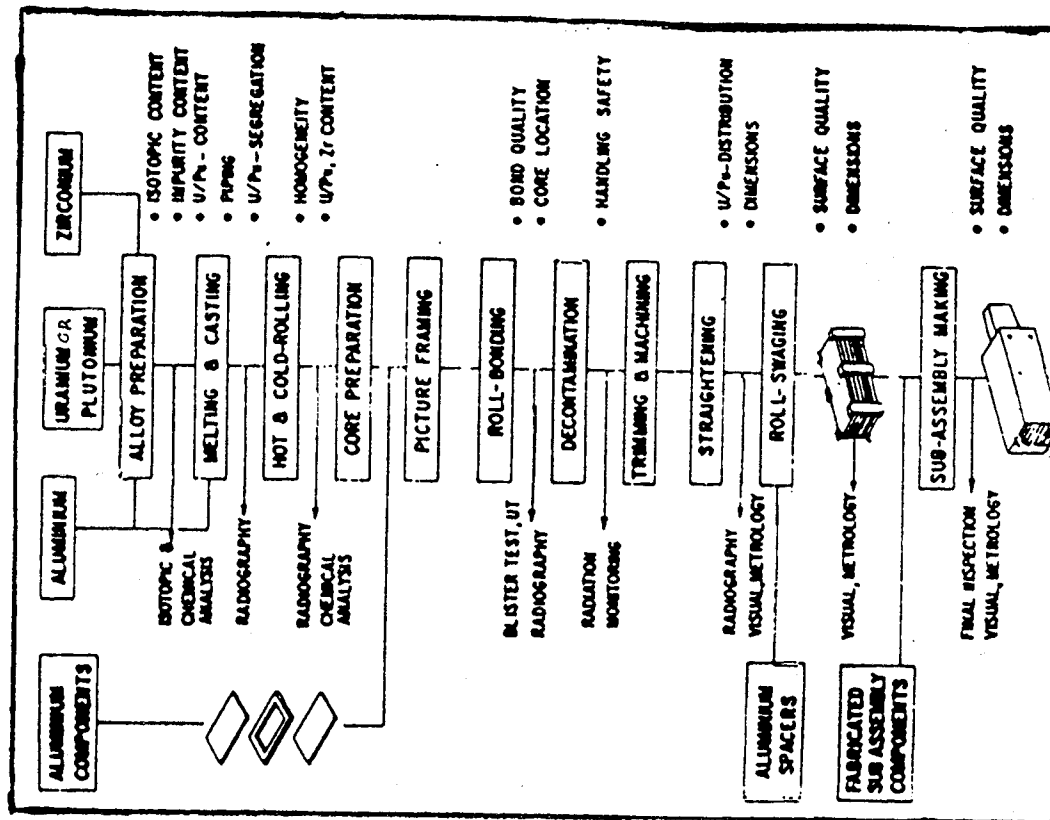 ALUMINIUM
COMPONENTS
ALUMINIUM
URANIUM OR
PLUTONIUM
ZIRCONIUM
ALLOY PREPARATION
ISOTOPIC &
CHEMICAL
ANALYSIS
• ISOTOPIC CONTENT
• IMPURITY CONTENT
• U/Pu- CONTENT
MELTING & CASTING
RADIOGRAPHY
• PIPING
• U/Pu-SEGREGATION
HOT & COLD-ROLLING
RADIOGRAPHY
CHEMICAL
ANALYSIS
• HOMOGENEITY
• U/Pu, Zr CONTENT
CORE PREPARATION
PICTURE FRAMING
ROLL-BONDING
BLISTER TEST, UT
RADIOGRAPHY
• BOND QUALITY
• CORE LOCATION
DECONTAMINATION
RADIATION
MONITORING
• HANDLING SAFETY
TRIMMING & MACHINING
STRAIGHTENING
RADIOGRAPHY
VISUAL, METROLOGY
• U/Pu-DISTRIBUTION
• DIMENSIONS
ROLL-SWAGING
ALUMINIUM
SPACERS
VISUAL, METROLOGY
• SURFACE QUALITY
• DIMENSIONS
FABRICATED
SUB ASSEMBLY
COMPONENTS
SUB-ASSEMBLY MAKING
FINAL INSPECTION
VISUAL, METROLOGY
• SURFACE QUALITY
• DIMENSIONS